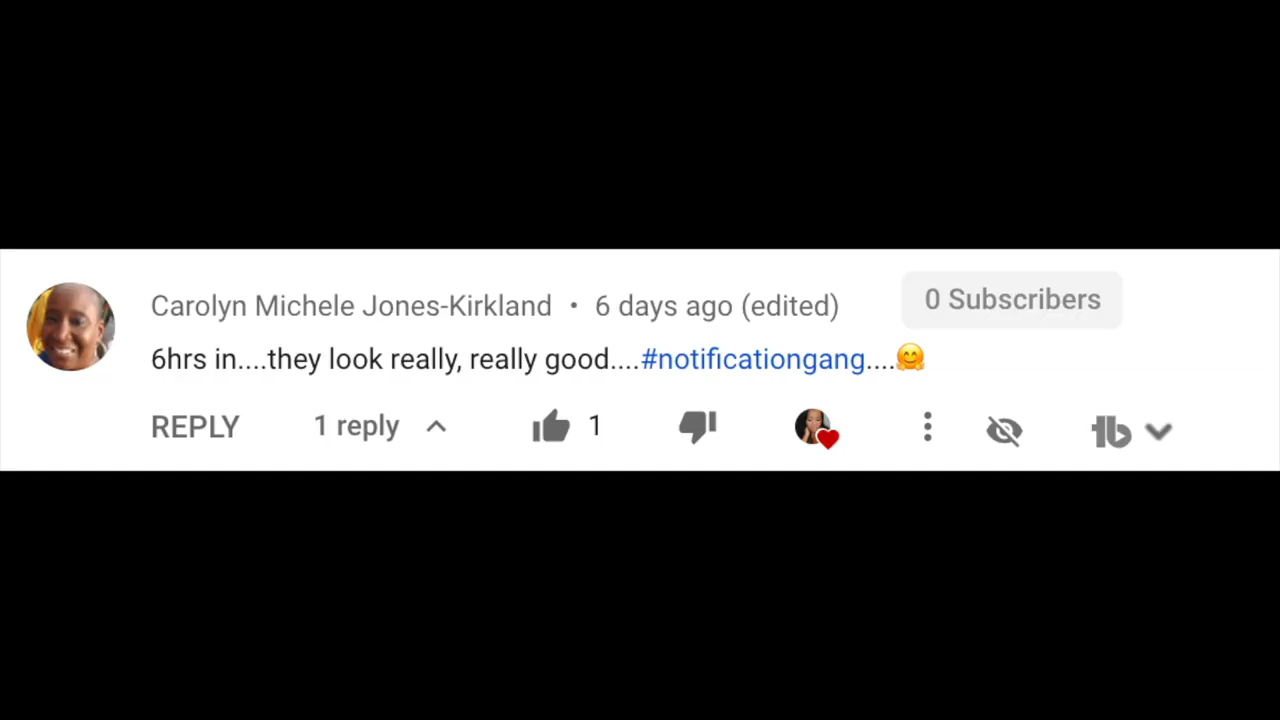 Carolyn Michele Jones-Kirkland • 6 days ago (edited) 0 Subscribers
6hrs in....they look really, really good....#notificationgang....🤗
REPLY 1 reply 1 tb